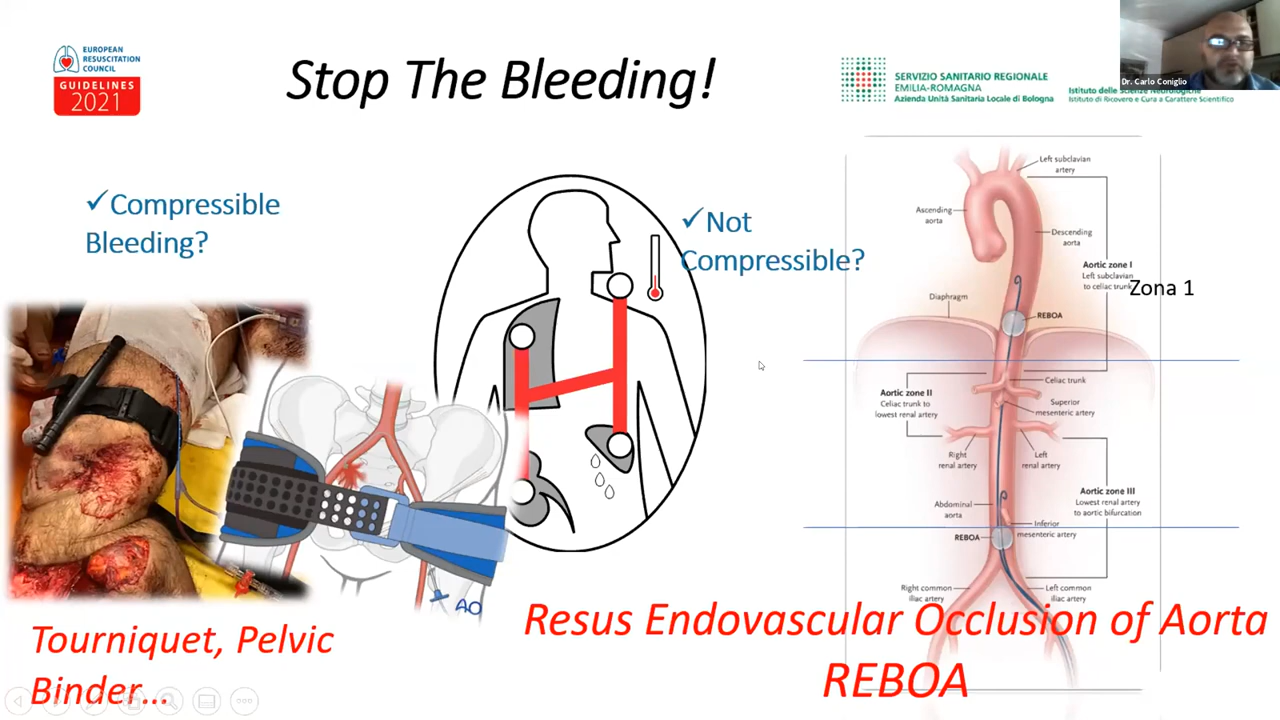 EUROPEAN
RESUSCITATION
COUNCIL
GUIDELINES
2021
Stop The Bleeding!
SERVIZIO SANITARIO REGIONALE
EMILIA-ROMAGNA
Azienda Unità Sanitaria Locale di Bologna
Istituto delle Scienze Neurologiche
Istituto di Ricovero e Cura a Carattere Scientifico
Dr. Carlo Coniglio
✓Compressible
Bleeding?
✓Not
Compressible?
Left subclavian
artery
Ascending
aorta
Descending
aorta
Aortic zone I
Left subclavian
to celiac trunk
Zona 1
Diaphragm
REBOA
Aortic zone II
Celiac trunk to
lowest renal artery
Celiac trunk
Superior
mesenteric artery
Right
renal artery
Left
renal artery
Aortic zone III
Lowest renal artery
to aortic bifurcation
Abdominal
aorta
Inferior
mesenteric artery
REBOA
Right common
iliac artery
Left common
iliac artery
AO
Tourniquet, Pelvic
Binder...
Resus Endovascular Occlusion of Aorta
REBOA